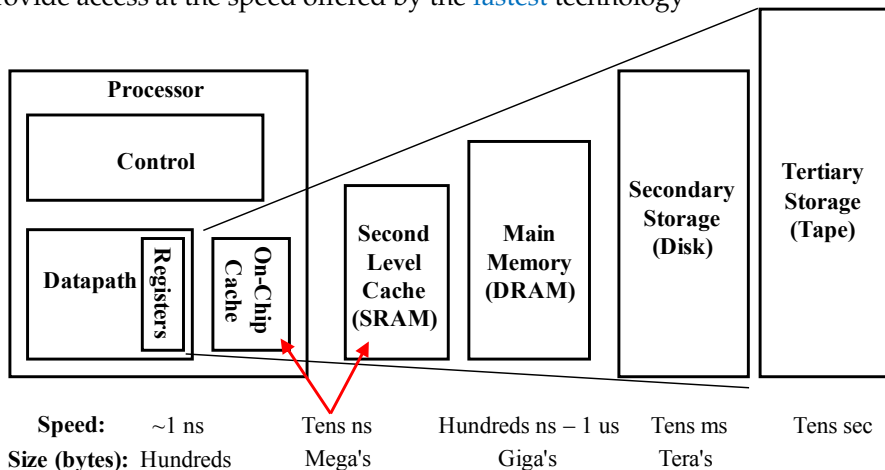 provide access at the speed offered by the fastest technology
Processor
Control
Datapath
Registers
On-Chip
Cache
Second
Level
Cache
(SRAM)
Main
Memory
(DRAM)
Secondary
Storage
(Disk)
Tertiary
Storage
(Tape)
Speed: ~1 ns Tens ns Hundreds ns – 1 us Tens ms Tens sec
Size (bytes): Hundreds Mega's Giga's Tera's